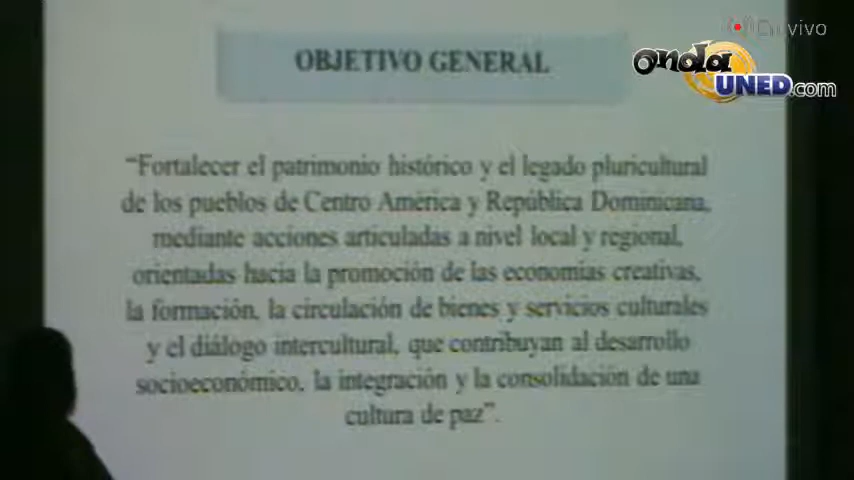 En vivo
onda
UNED.com
OBJETIVO GENERAL
“Fortalecer el patrimonio histórico y el legado pluricultural
de los pueblos de Centro América y República Dominicana,
mediante acciones articuladas a nivel local y regional,
orientadas hacia la promoción de las economías creativas,
la formación, la circulación de bienes y servicios culturales
y el diálogo intercultural, que contribuyan al desarrollo
socioeconómico, la integración y la consolidación de una
cultura de paz”.